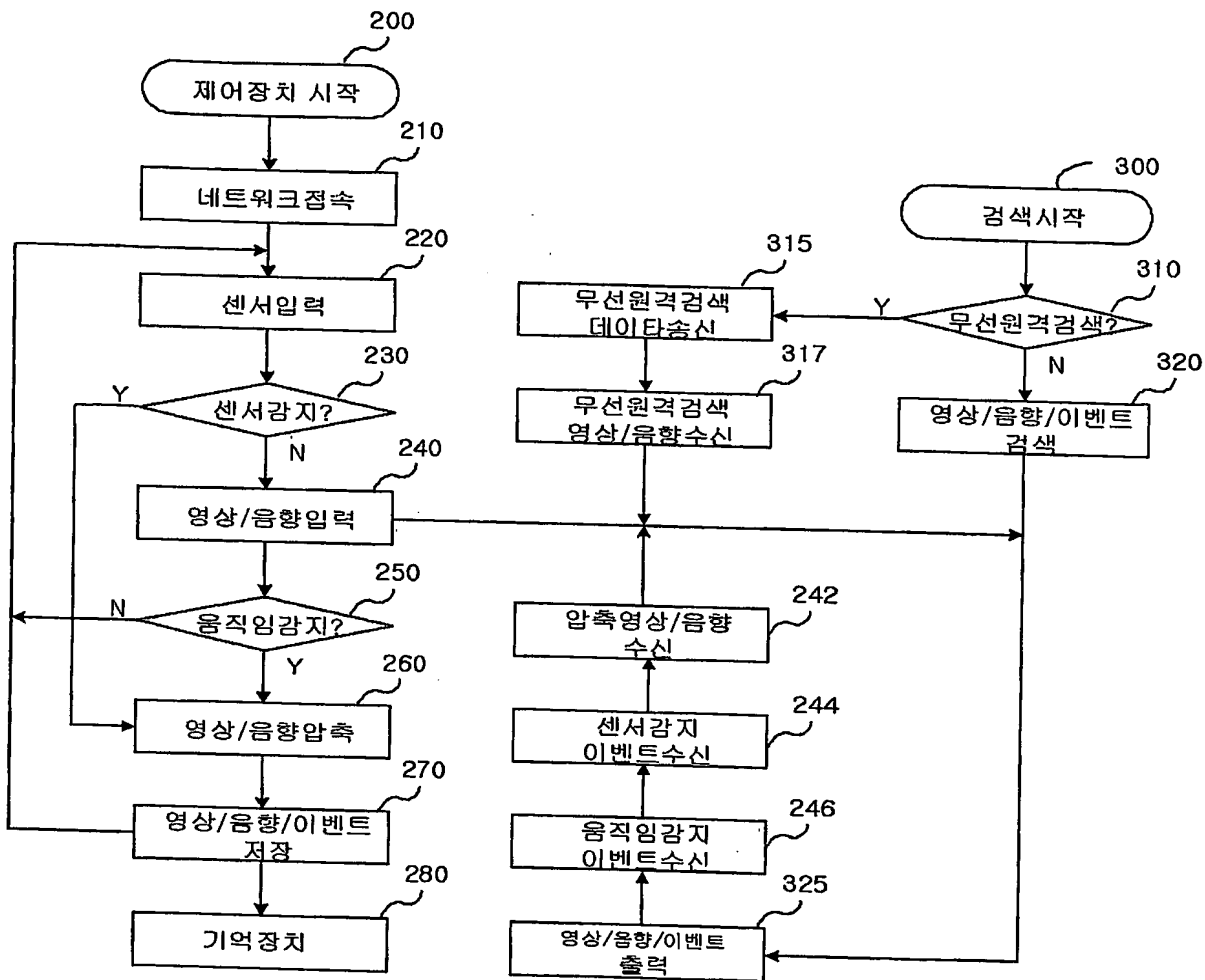 200
제어장치 시작
210
네트워크접속
220
센서입력
230
Y
센서감지?
N
240
영상/음향입력
250
N
움직임감지?
Y
260
영상/음향압축
270
영상/음향/이벤트
저장
280
기억장치
300
검색시작
310
Y
무선원격검색?
N
315
무선원격검색
데이타송신
317
무선원격검색
영상/음향수신
320
영상/음향/이벤트
검색
242
압축영상/음향
수신
244
센서감지
이벤트수신
246
움직임감지
이벤트수신
325
영상/음향/이벤트
출력